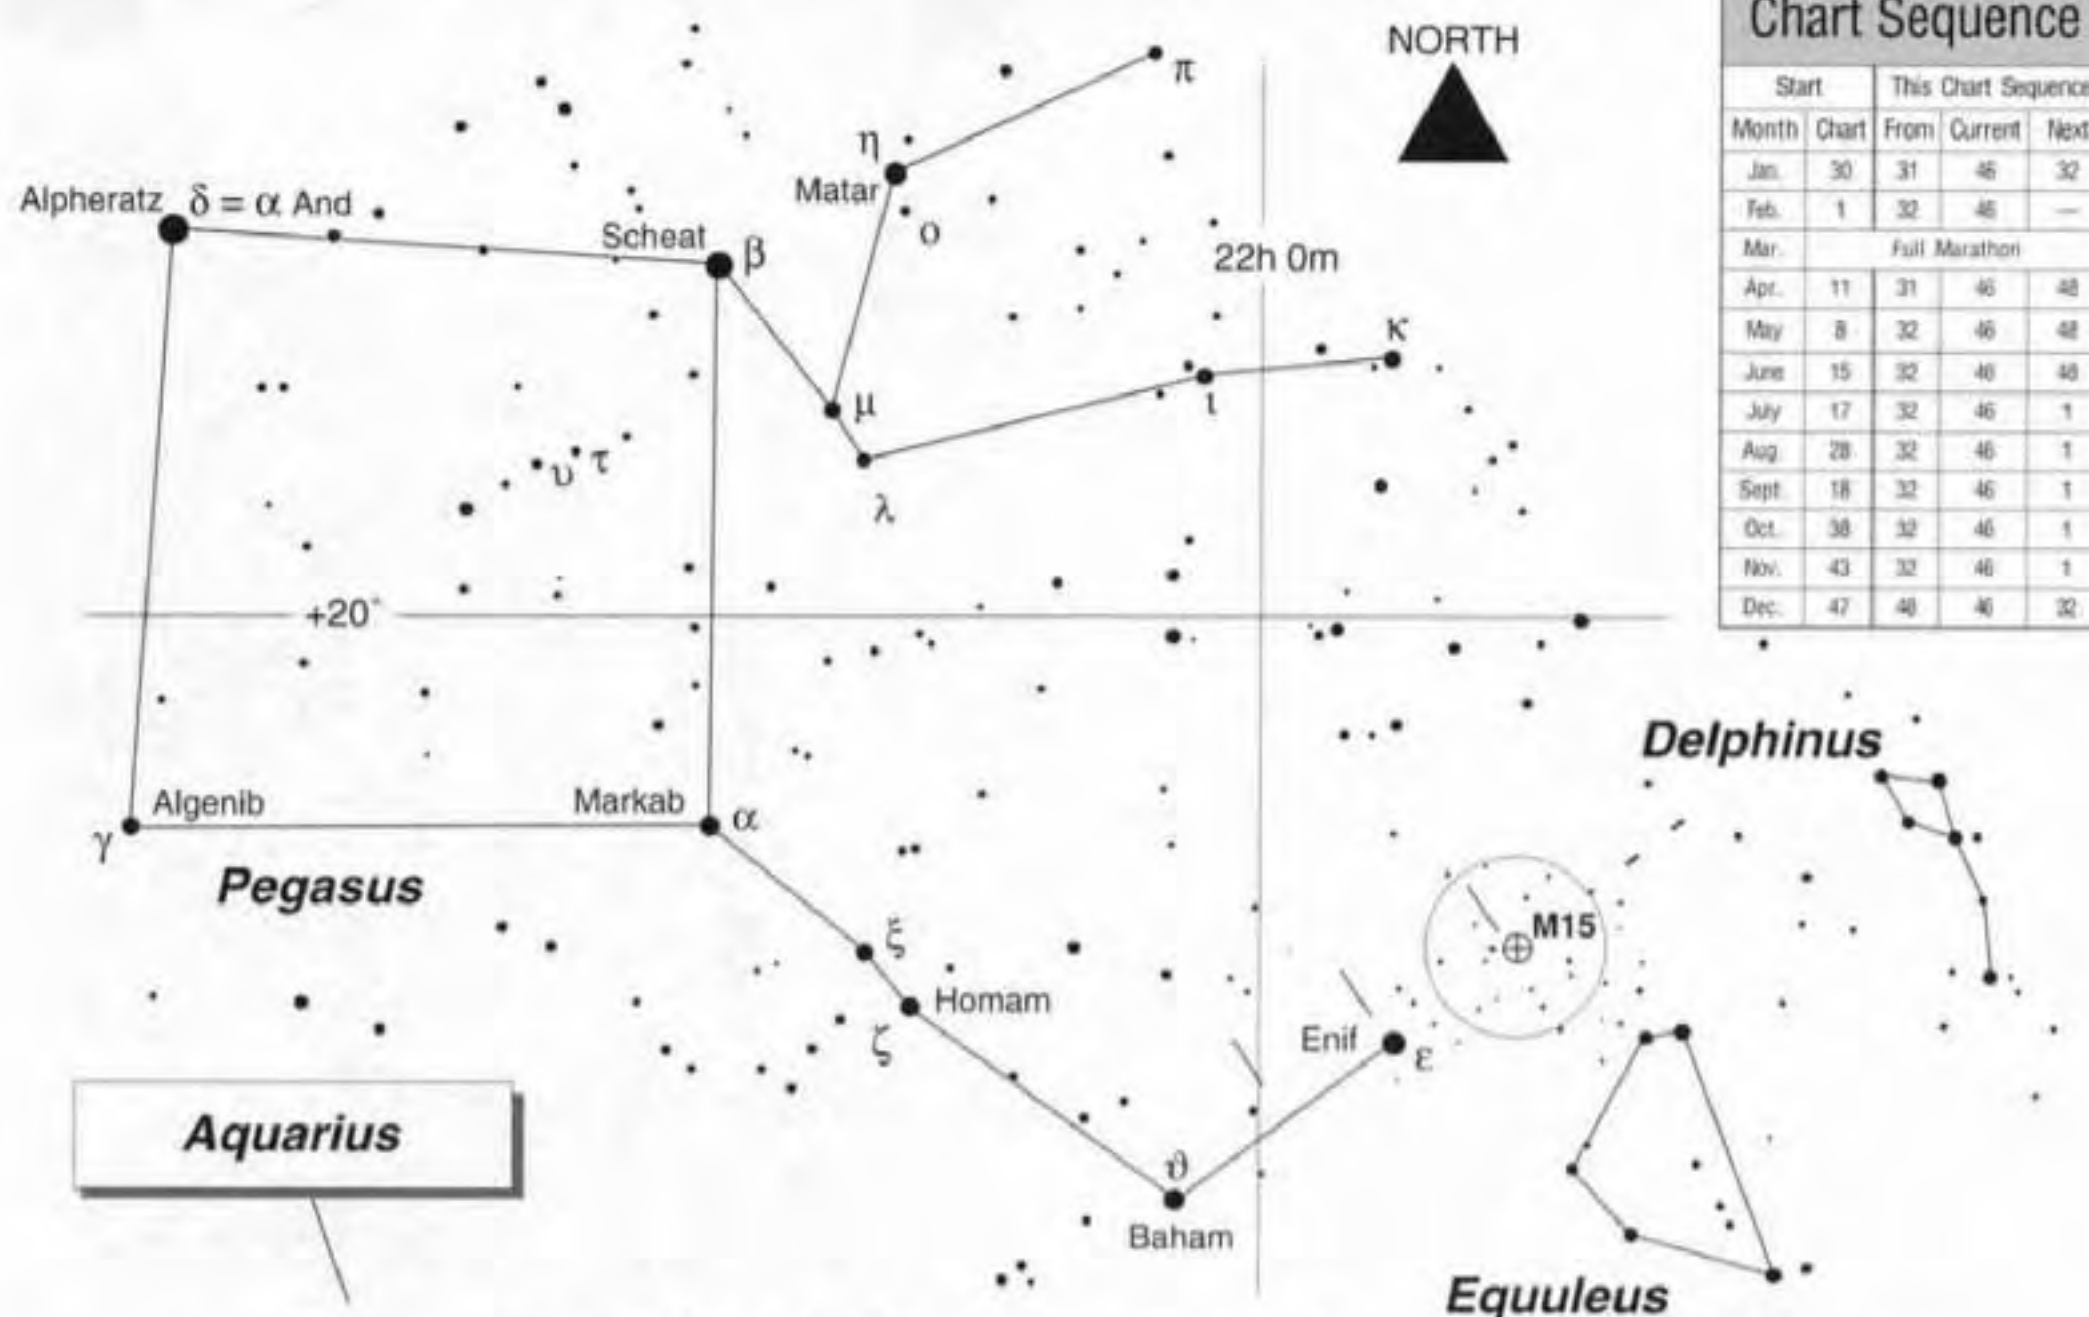 Chart Sequence
Start This Chart Sequence
Month Chart From Current Next
Jan. 30 31 46 32
Feb. 1 32 46 —
Mar. Full Marathon
Apr. 11 31 46 48
May 8 32 46 48
June 15 32 46 48
July 17 32 46 1
Aug. 28 32 46 1
Sept. 18 32 46 1
Oct. 38 32 46 1
Nov. 43 32 46 1
Dec. 47 48 46 32
NORTH
π
η
Matar
ο
Alpheratz δ = α And
Scheat β
22h 0m
κ
μ
ι
υ τ
λ
+20°
Delphinus
Algenib
Markab α
γ
Pegasus
ξ
M15
Homam
ζ
Enif ε
Aquarius
ϑ
Baham
Equuleus